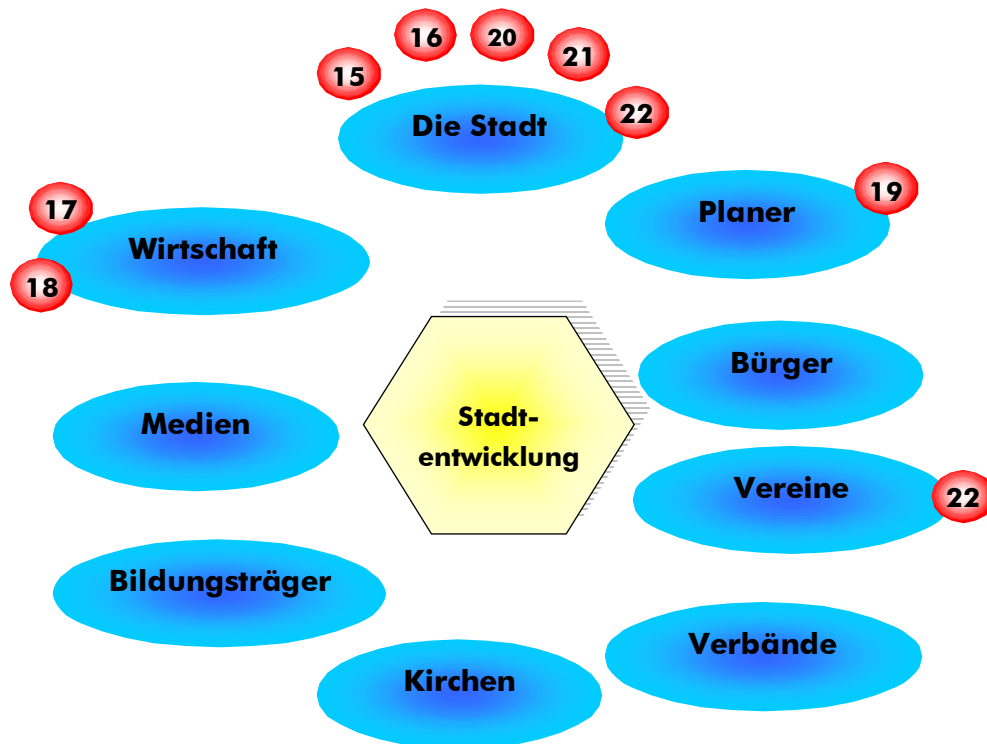 16
20
21
15
22
Die Stadt
19
17
Planer
Wirtschaft
18
Bürger
Medien
Stadt-
entwicklung
Vereine
22
Bildungsträger
Verbände
Kirchen